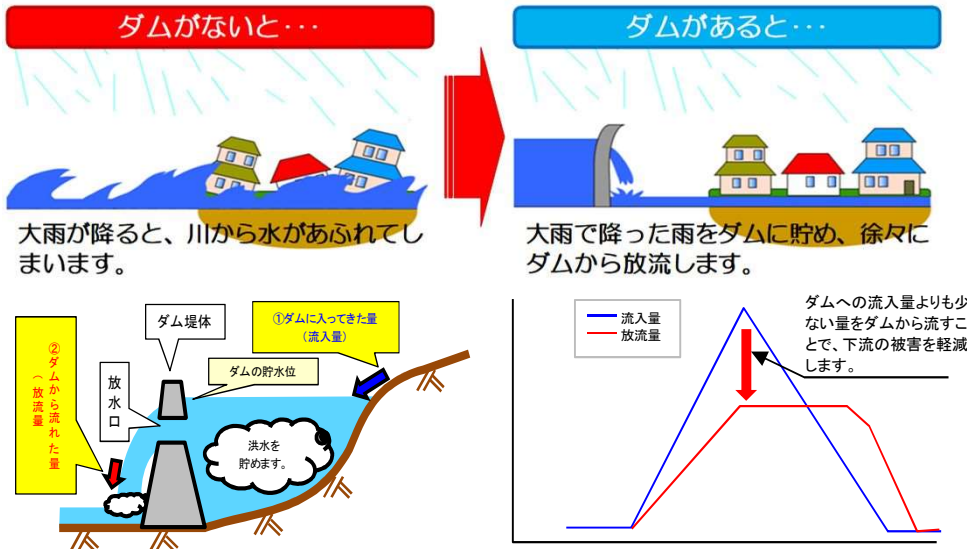 ダムがないと･･･
ダムがあると･･･
大雨が降ると、川から水があふれてし
まいます。
大雨で降った雨をダムに貯め、徐々に
ダムから放流します。
②ダムから流れた量
(放流量
放水口
ダム堤体
①ダムに入ってきた量
(流入量)
ダムの貯水位
洪水を
貯めます。
流入量
放流量
ダムへの流入量よりも少
ない量をダムから流すこ
とで、下流の被害を軽減
します。